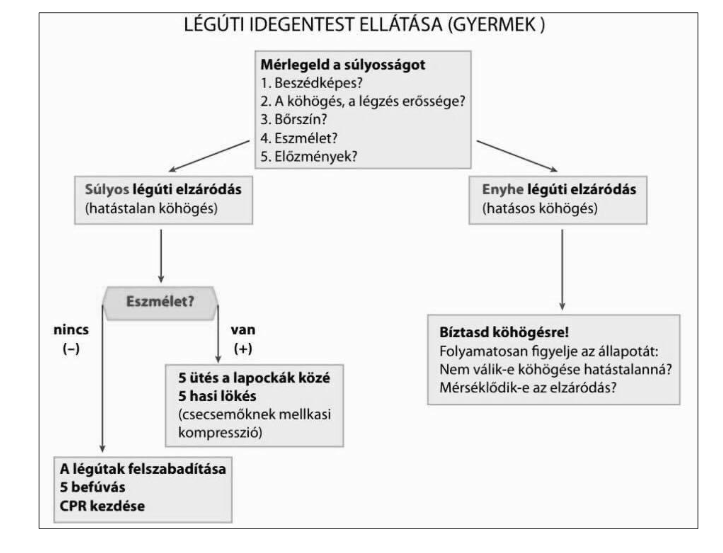 LÉGÚTI IDEGENTEST ELLÁTÁSA (GYERMEK )
Mérlegeld a súlyosságot
1. Beszédképes?
2. A köhögés, a légzés erőssége?
3. Bőrszín?
4. Eszmélet?
5. Előzmények?
Súlyos légúti elzáródás
(hatástalan köhögés)
Enyhe légúti elzáródás
(hatásos köhögés)
Eszmélet?
nincs
(–)
van
(+)
Bíztasd köhögésre!
Folyamatosan figyelje az állapotát:
Nem válik-e köhögése hatástalanná?
Mérséklődik-e az elzáródás?
5 ütés a lapockák közé
5 hasi lökés
(csecsemőknek mellkasi
kompresszió)
A légútak felszabadítása
5 befúvás
CPR kezdése